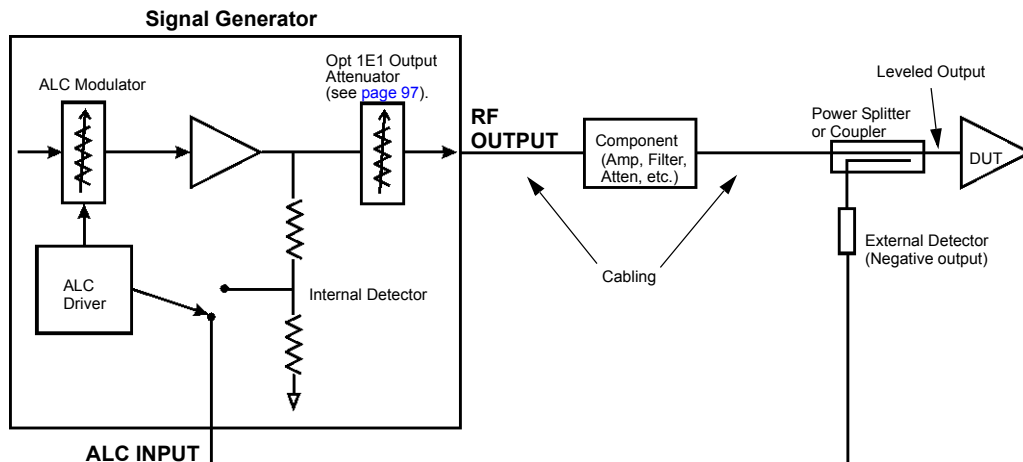 Signal Generator
Opt 1E1 Output
Attenuator
(see page 97).
ALC Modulator
RF
OUTPUT
Component
(Amp, Filter,
Atten, etc.)
Leveled Output
Power Splitter
or Coupler
DUT
External Detector
(Negative output)
Cabling
ALC
Driver
Internal Detector
ALC INPUT